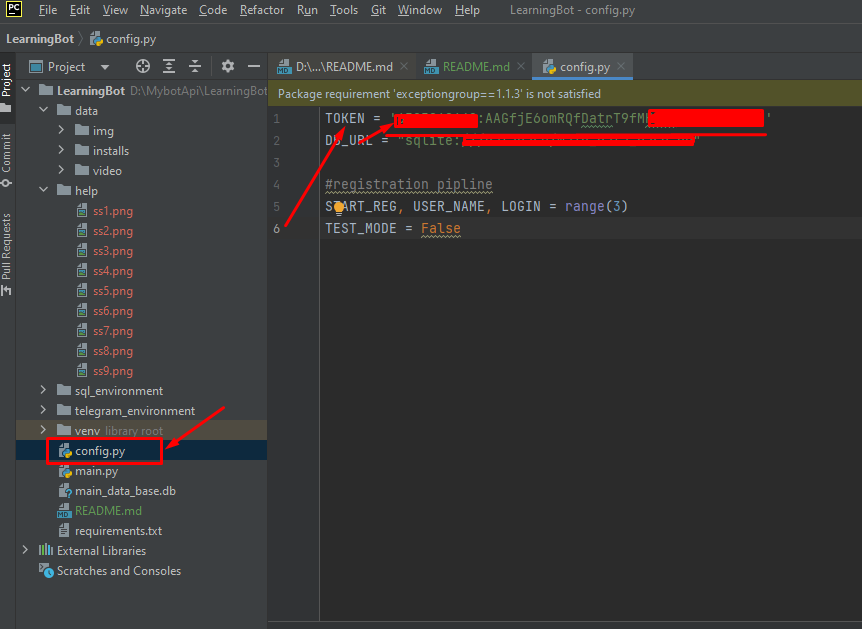 PC File Edit View Navigate Code Refactor Run Tools Git Window Help LearningBot - config.py
LearningBot config.py
Project
Commit
Pull Requests
Project
D:\...\README.md README.md config.py
Package requirement 'exceptiongroup==1.1.3' is not satisfied
LearningBot D:\MybotApi\LearningBot
data
img
installs
video
help
ss1.png
ss2.png
ss3.png
ss4.png
ss5.png
ss6.png
ss7.png
ss8.png
ss9.png
sql_environment
telegram_environment
venv library root
config.py
main.py
main_data_base.db
README.md
requirements.txt
External Libraries
Scratches and Consoles
1 TOKEN = ' :AAGfjE6omRQfDatrT9fM '
2 DB_URL = "sqlite: "
3
4 #registration pipline
5 START_REG, USER_NAME, LOGIN = range(3)
6 TEST_MODE = False